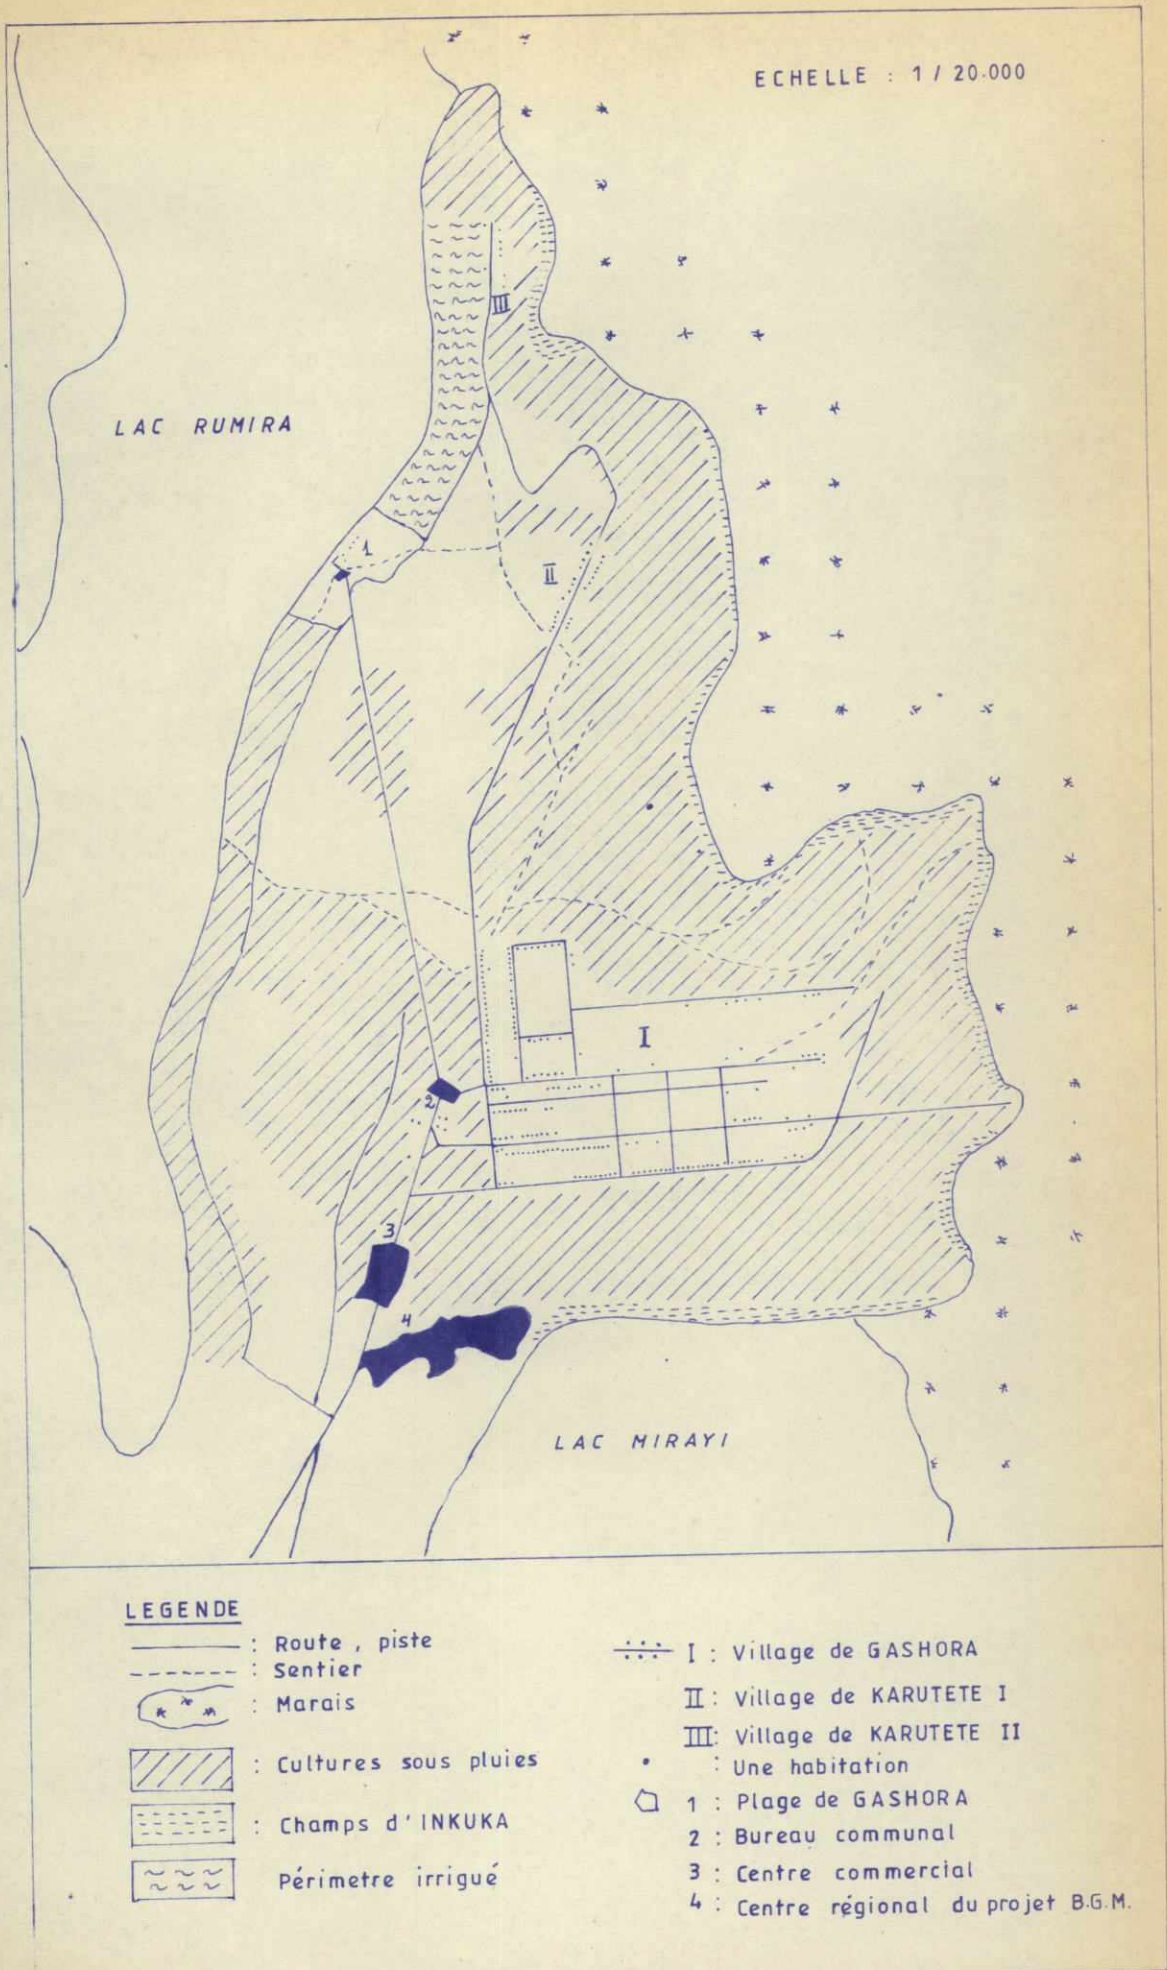 ECHELLE : 1 / 20.000
III
LAC RUMIRA
1
II
I
2
3
4
LAC MIRAYI
LEGENDE
: Route, piste
: Sentier
: Marais
: Cultures sous pluies
: Champs d'INKUKA
Périmetre irrigué
I : Village de GASHORA
II : Village de KARUTETE I
III : Village de KARUTETE II
: Une habitation
1 : Plage de GASHORA
2 : Bureau communal
3 : Centre commercial
4 : Centre régional du projet B.G.M.